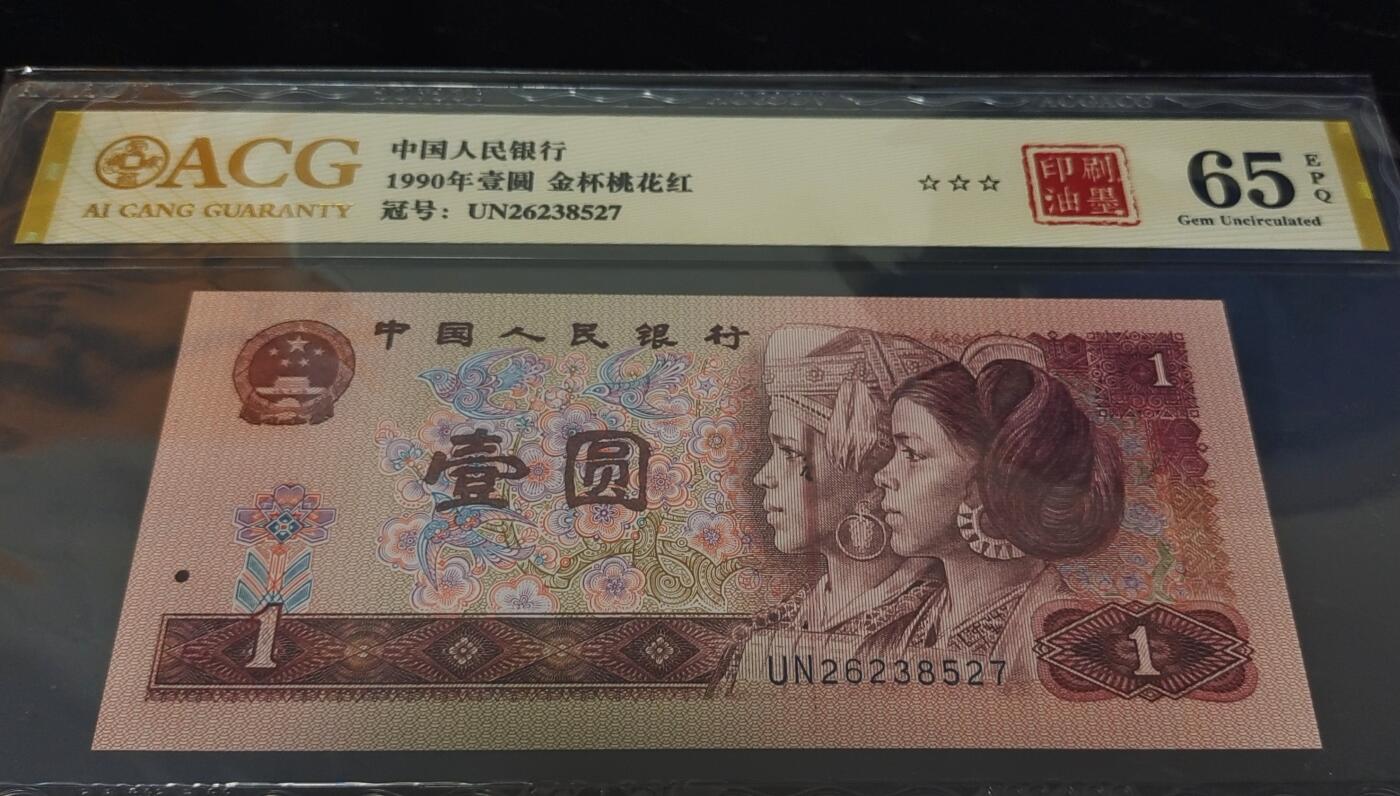 ACG
AI CANG GUARANTY
中国人民银行
1990年壹圆 金杯桃花红
冠号：UN26238527
☆☆☆
印刷
油墨
65
EPQ
Gem Uncirculated
中国人民银行
1
壹圆
1
UN26238527
1